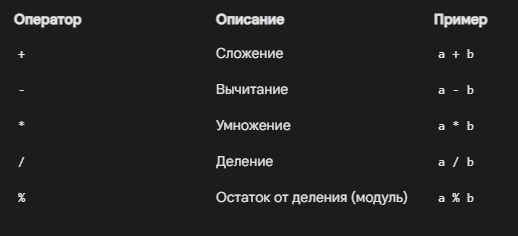 Оператор Описание Пример
+ Сложение a + b
- Вычитание a - b
* Умножение a * b
/ Деление a / b
% Остаток от деления (модуль) a % b